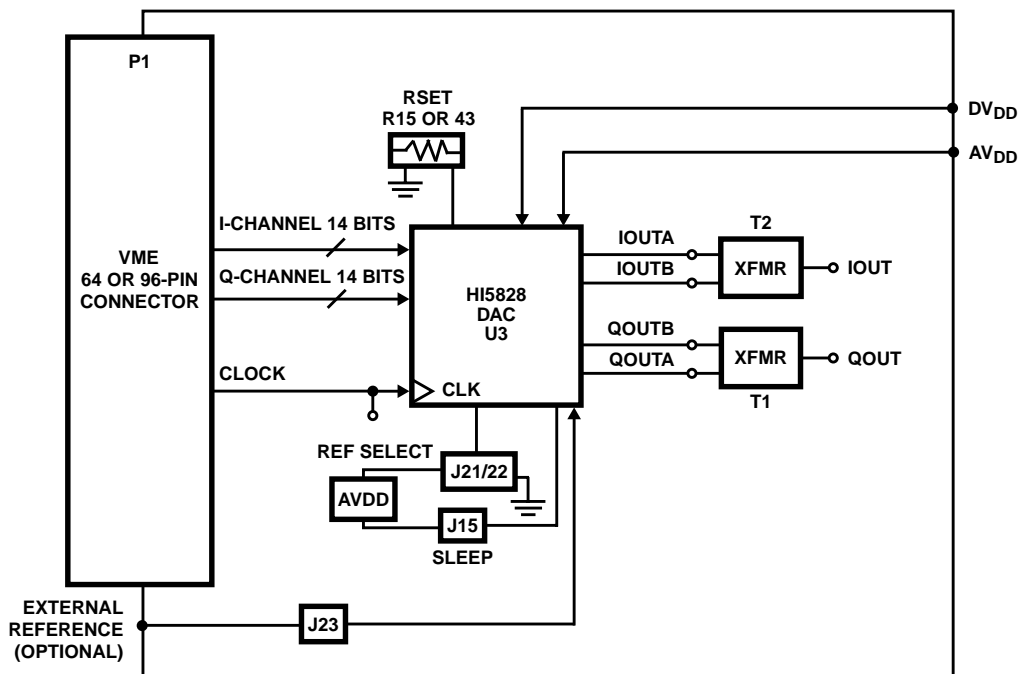 P1
VME
64 OR 96-PIN
CONNECTOR
RSET
R15 OR 43
DVDD
AVDD
I-CHANNEL 14 BITS
Q-CHANNEL 14 BITS
CLOCK
HI5828
DAC
U3
CLK
IOUTA
IOUTB
QOUTB
QOUTA
T2
XFMR
IOUT
XFMR
QOUT
T1
REF SELECT
J21/22
AVDD
J15
SLEEP
EXTERNAL
REFERENCE
(OPTIONAL)
J23